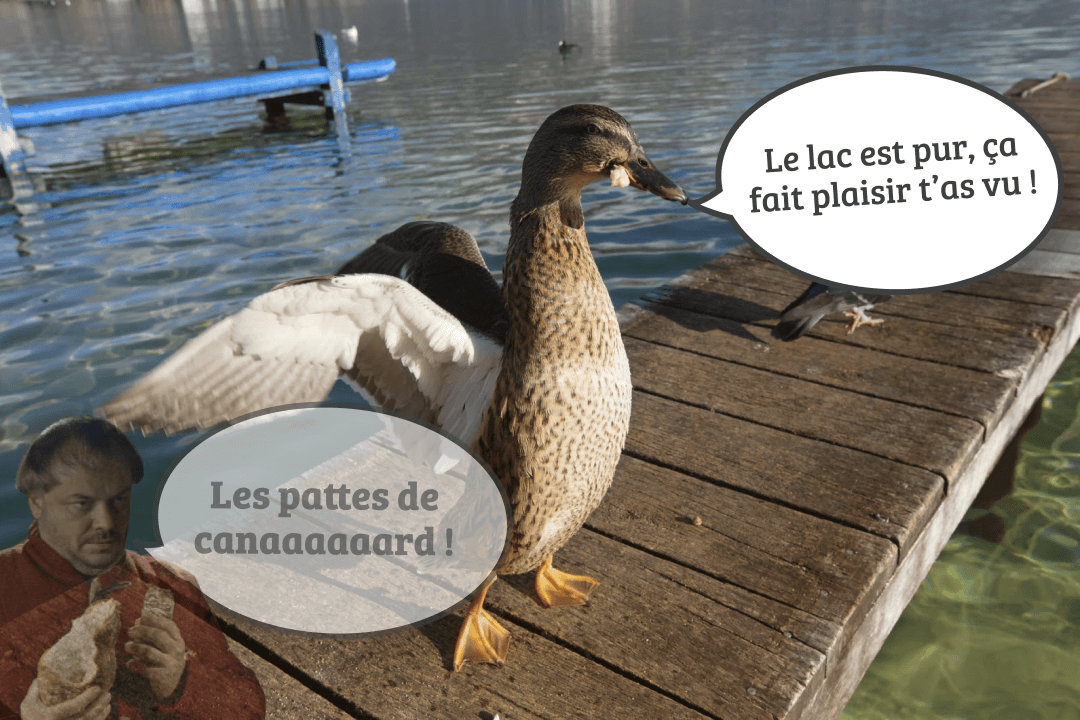 Le lac est pur, ça
fait plaisir t’as vu !
Les pattes de
canaaaaaard !